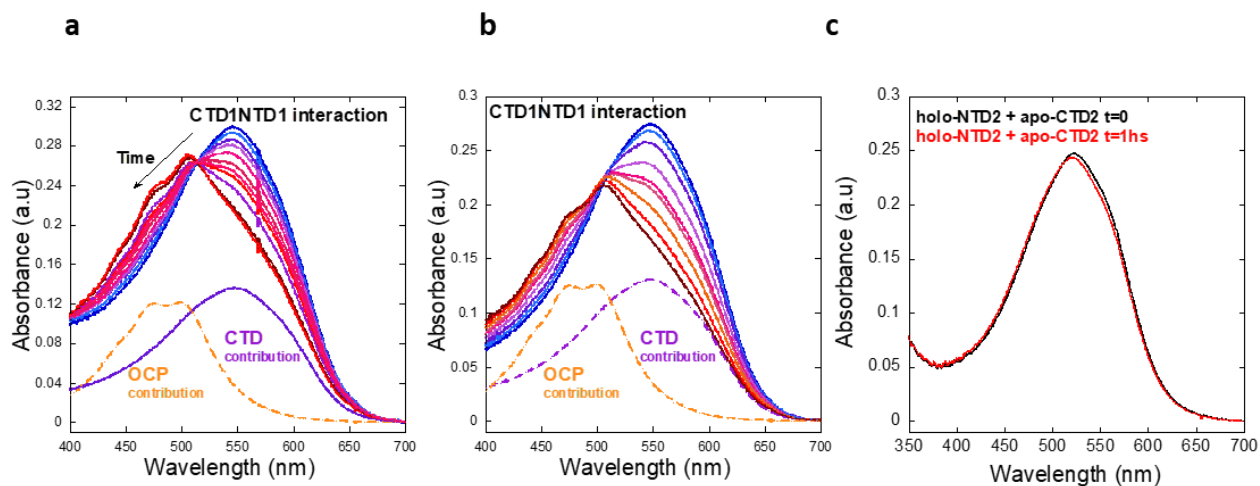 a
b
c
CTD1NTD1 interaction
Time
CTD
contribution
OCP
contribution
Absorbance (a.u)
0.32
0.28
0.24
0.2
0.16
0.12
0.08
0.04
0
400 450 500 550 600 650 700
Wavelength (nm)
CTD1NTD1 interaction
CTD
contribution
OCP
contribution
Absorbance (a.u)
0.3
0.25
0.2
0.15
0.1
0.05
0
400 450 500 550 600 650 700
Wavelength (nm)
holo-NTD2 + apo-CTD2 t=0
holo-NTD2 + apo-CTD2 t=1hs
Absorbance (a.u)
0.3
0.25
0.2
0.15
0.1
0.05
0
350 400 450 500 550 600 650 700
Wavelength (nm)